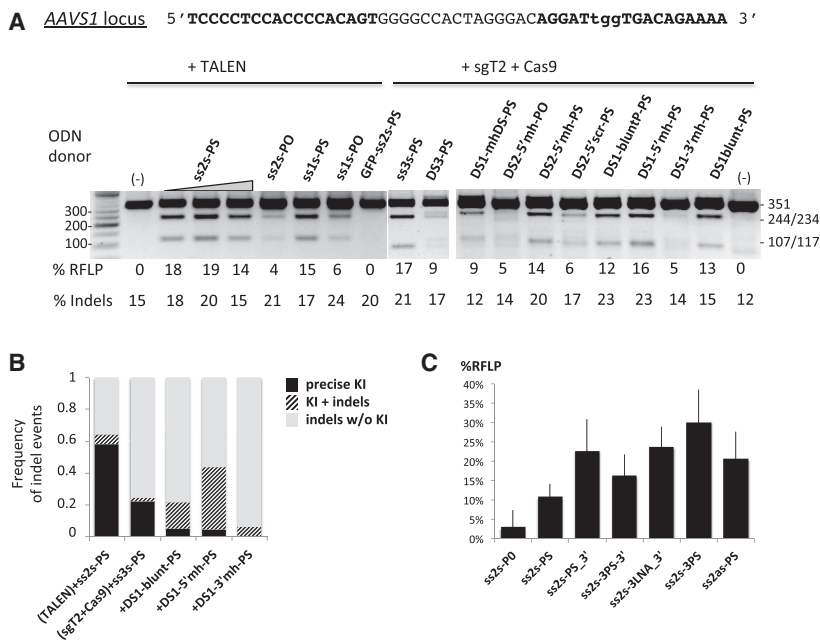 A
AAVS1 locus 5’TCCCCTCCACCCCACAGTGGGGCCACTAGGGACAGGATtggTGACAGAAAA 3’
+ TALEN + sgT2 + Cas9
ODN donor
(-) ss2s-PS ss2s-PO ss1s-PS ss1s-PO GFP-ss2s-PS ss3s-PS DS3-PS DS1-mhDS-PS DS2-5’mh-PO DS2-5’mh-PS DS2-5’scr-PS DS1-bluntP-PS DS1-5’mh-PS DS1-3’mh-PS DS1blunt-PS (-)
300-
200-
100-
- 351
- 244/234
- 107/117
% RFLP 0 18 19 14 4 15 6 0 17 9 9 5 14 6 12 16 5 13 0
% Indels 15 18 20 15 21 17 24 20 21 17 12 14 20 17 23 23 14 15 12
B
Frequency
of indel events
1
0.8
0.6
0.4
0.2
0
precise KI
KI + indels
indels w/o KI
(TALEN)+ss2s-PS
(sgT2+Cas9)+ss3s-PS
+DS1-blunt-PS
+DS1-5’mh-PS
+DS1-3’mh-PS
C
%RFLP
40%
35%
30%
25%
20%
15%
10%
5%
0%
ss2s-P0
ss2s-PS
ss2s-PS_3’
ss2s-3PS-3’
ss2s-3LNA_3’
ss2s-3PS
ss2as-PS